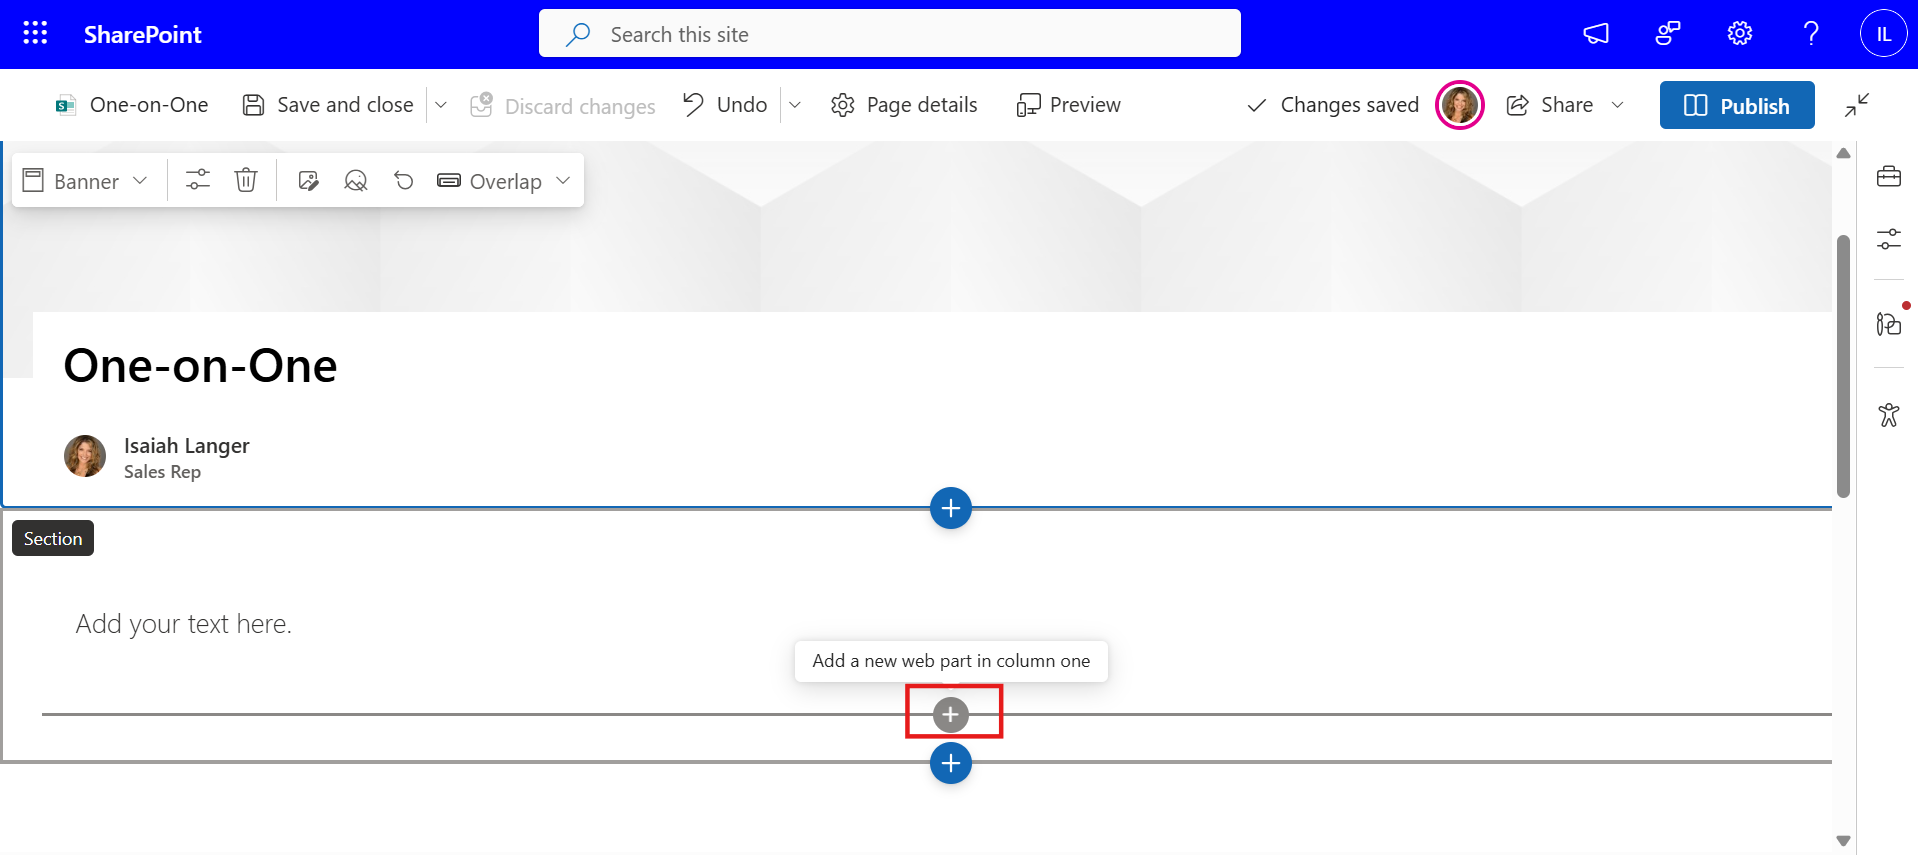 SharePoint
Search this site
IL
One-on-One
Save and close
Discard changes
Undo
Page details
Preview
Changes saved
Share
Publish
Banner
Overlap
One-on-One
Isaiah Langer
Sales Rep
Section
Add your text here.
Add a new web part in column one